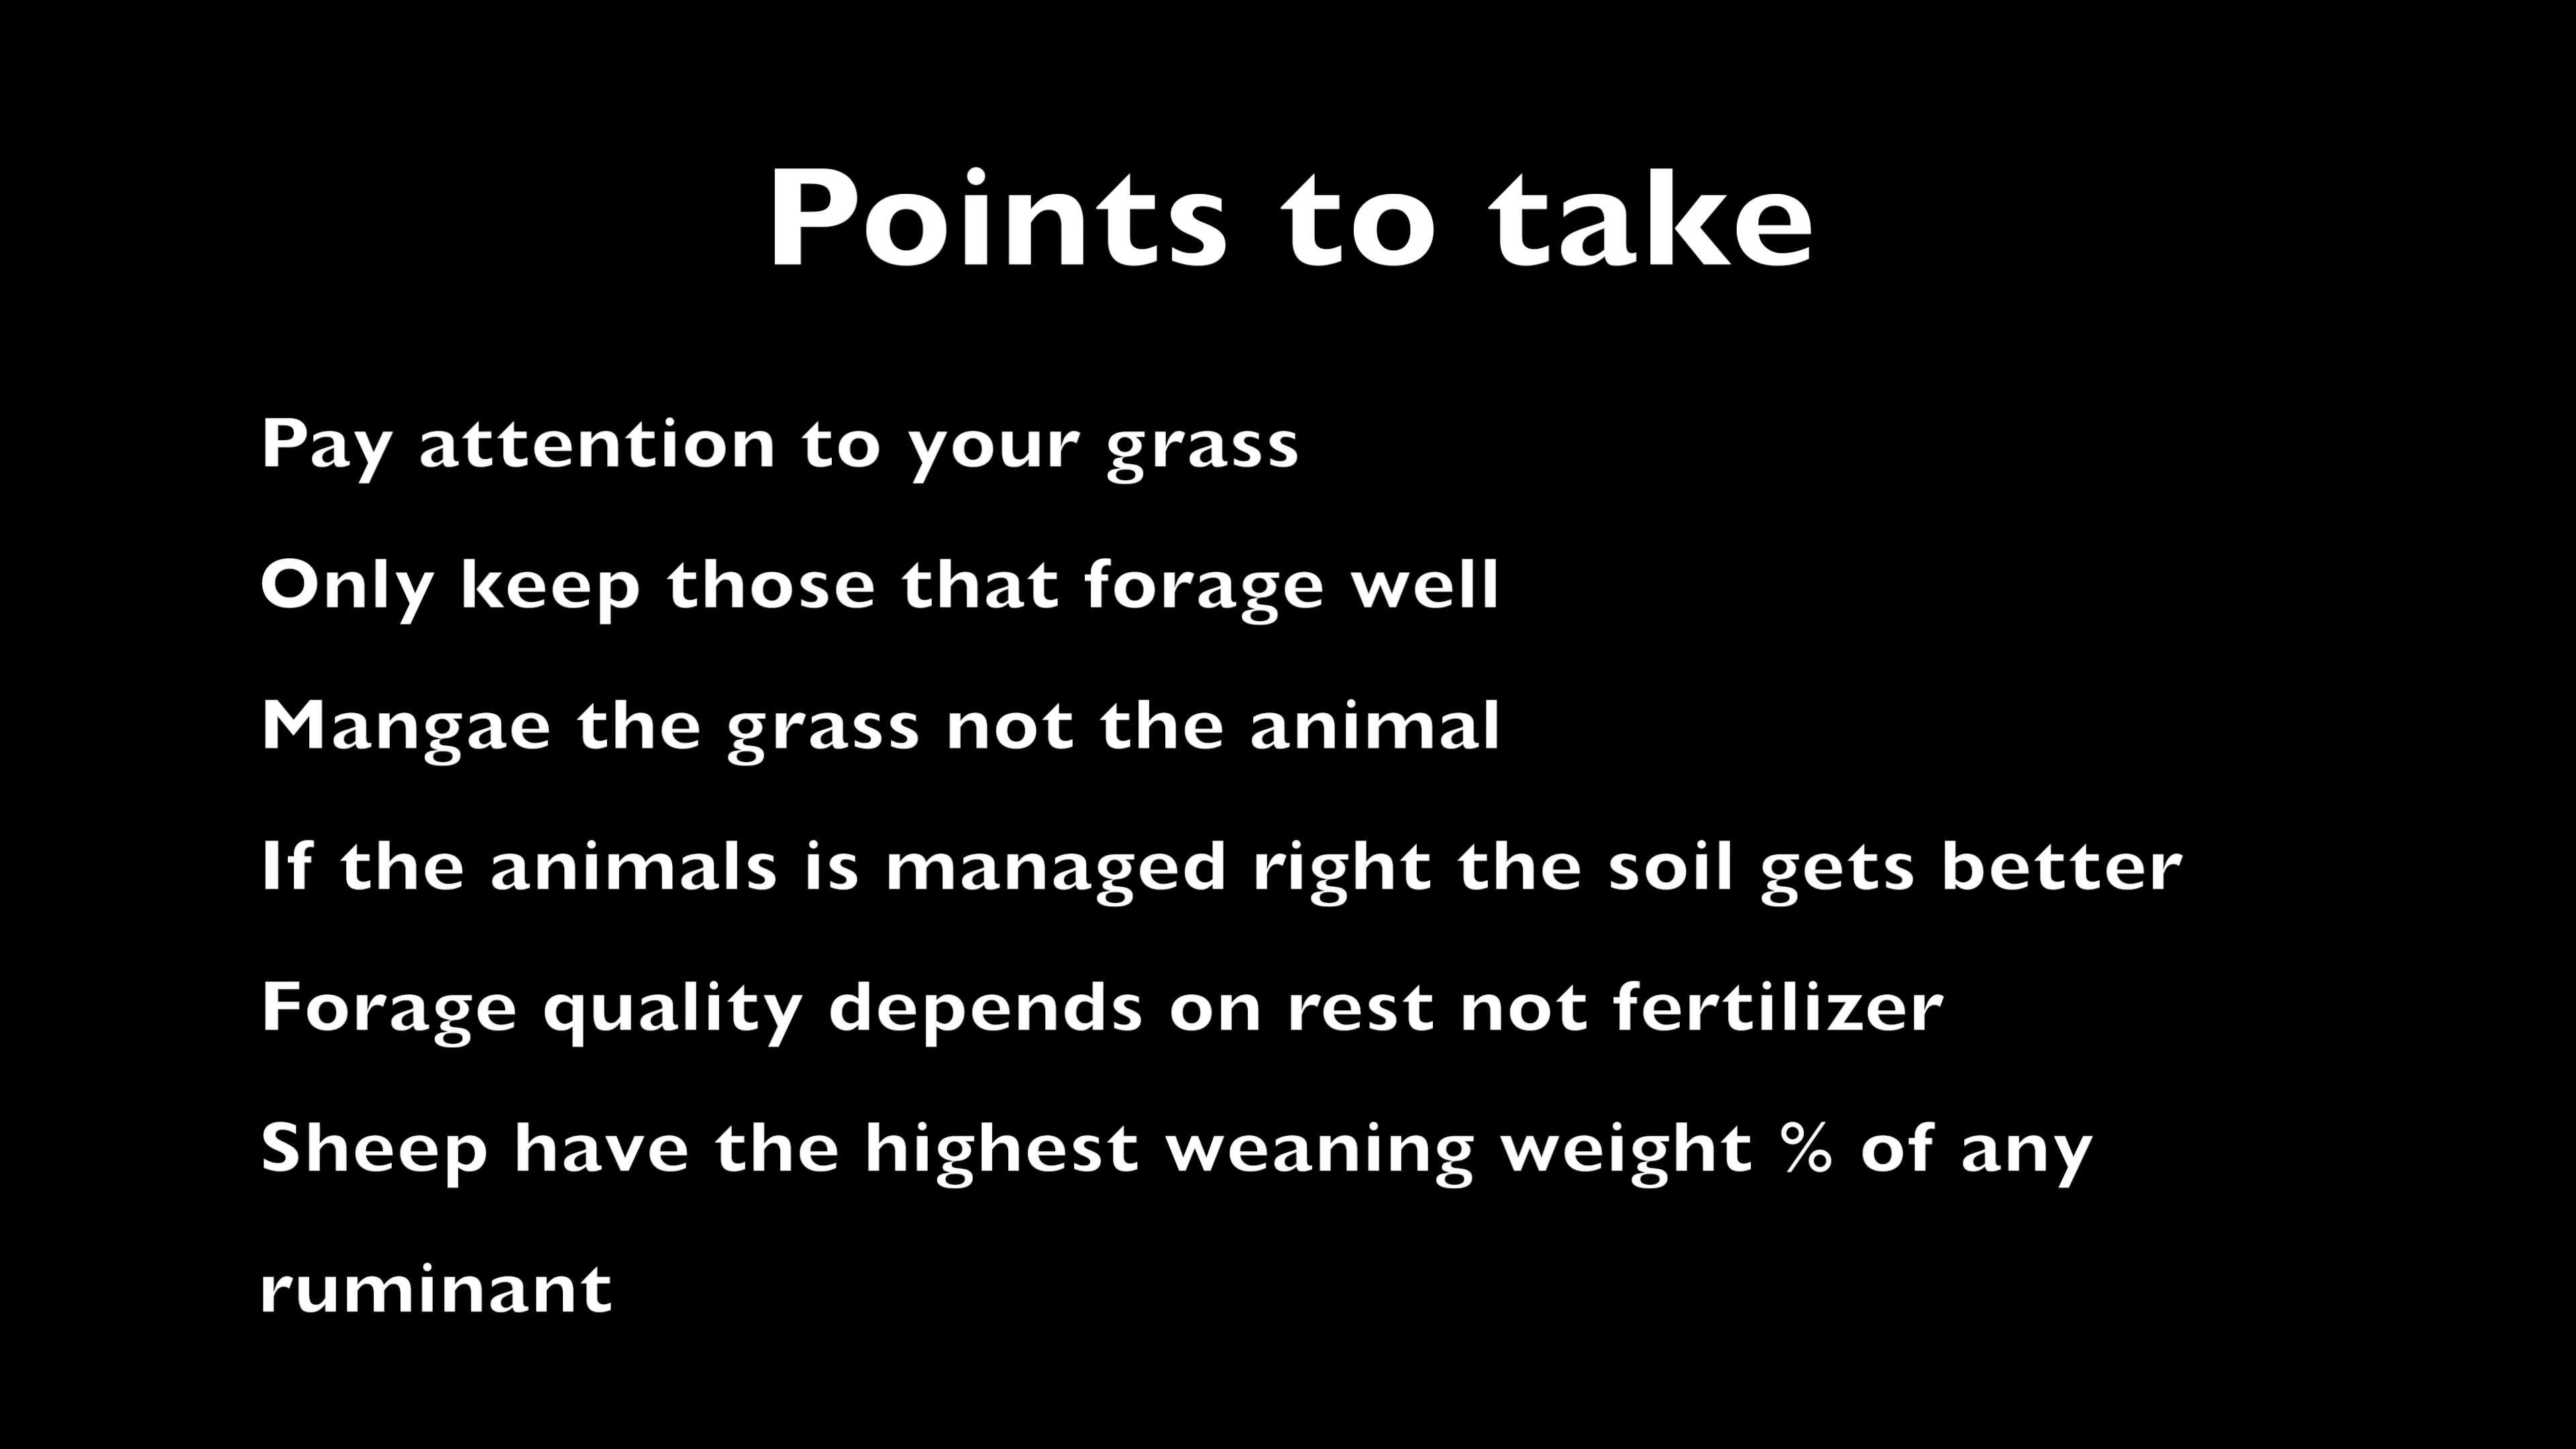 Points to take
Pay attention to your grass
Only keep those that forage well
Mangae the grass not the animal
If the animals is managed right the soil gets better
Forage quality depends on rest not fertilizer
Sheep have the highest weaning weight % of any
ruminant